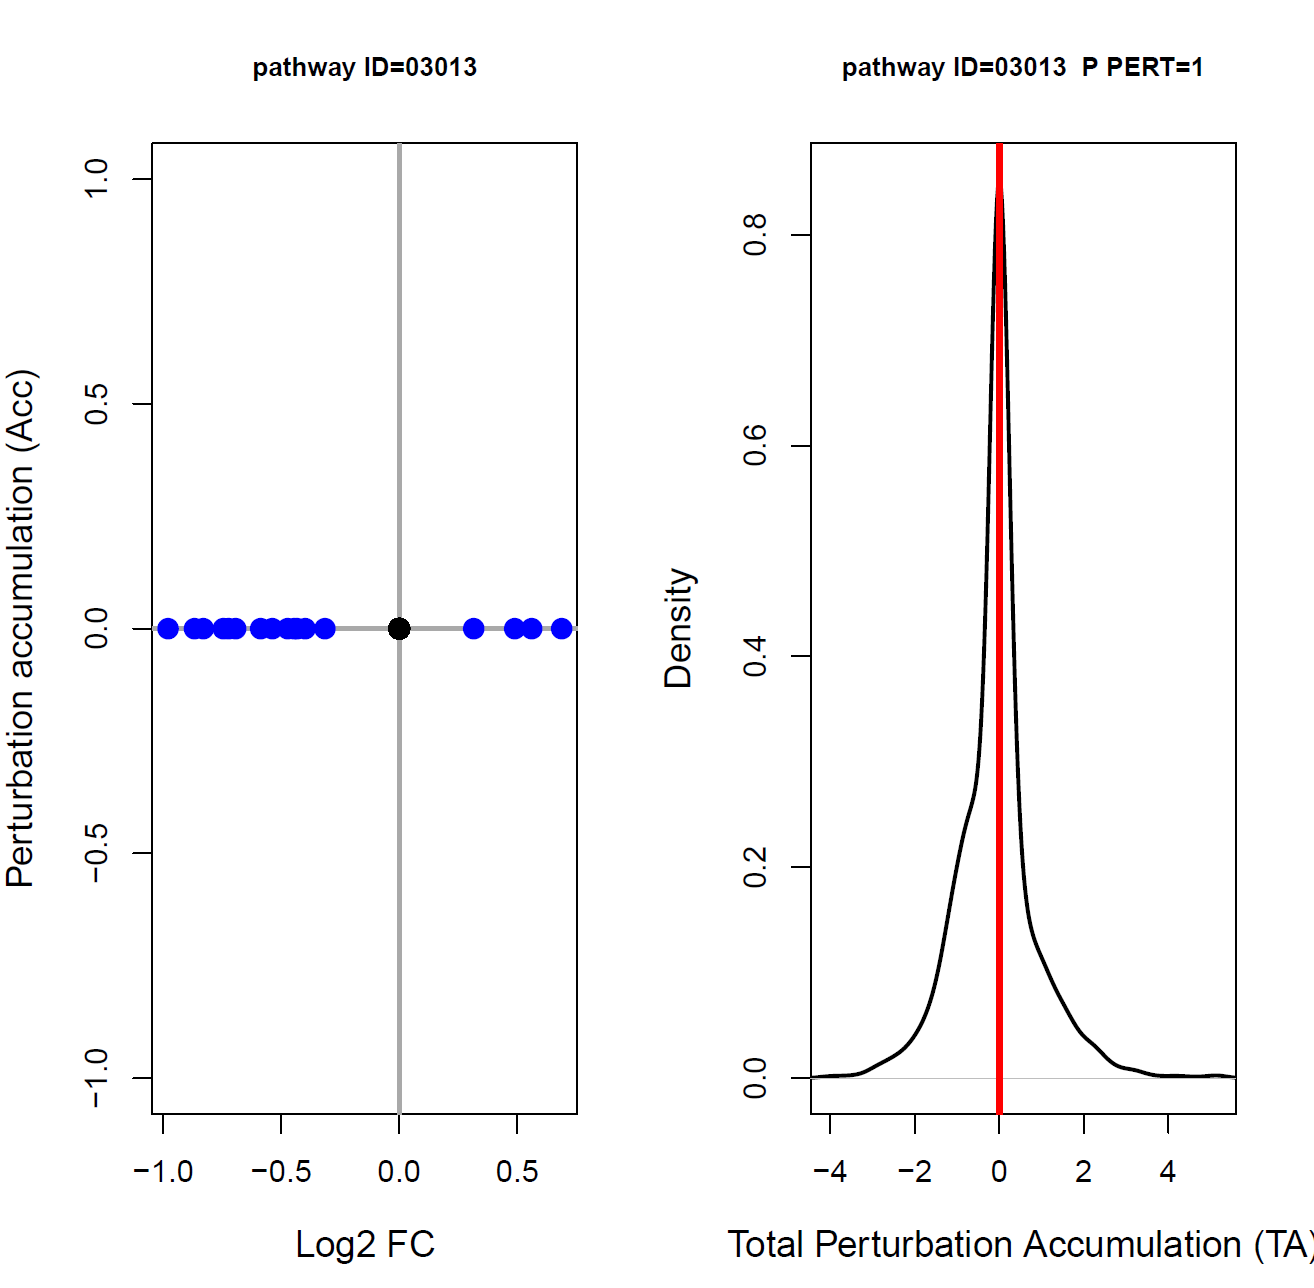 pathway ID=03013
Perturbation accumulation (Acc)
1.0
0.5
0.0
−0.5
−1.0
−1.0 −0.5 0.0 0.5
Log2 FC
pathway ID=03013 P PERT=1
Density
0.8
0.6
0.4
0.2
0.0
−4 −2 0 2 4
Total Perturbation Accumulation (TA)